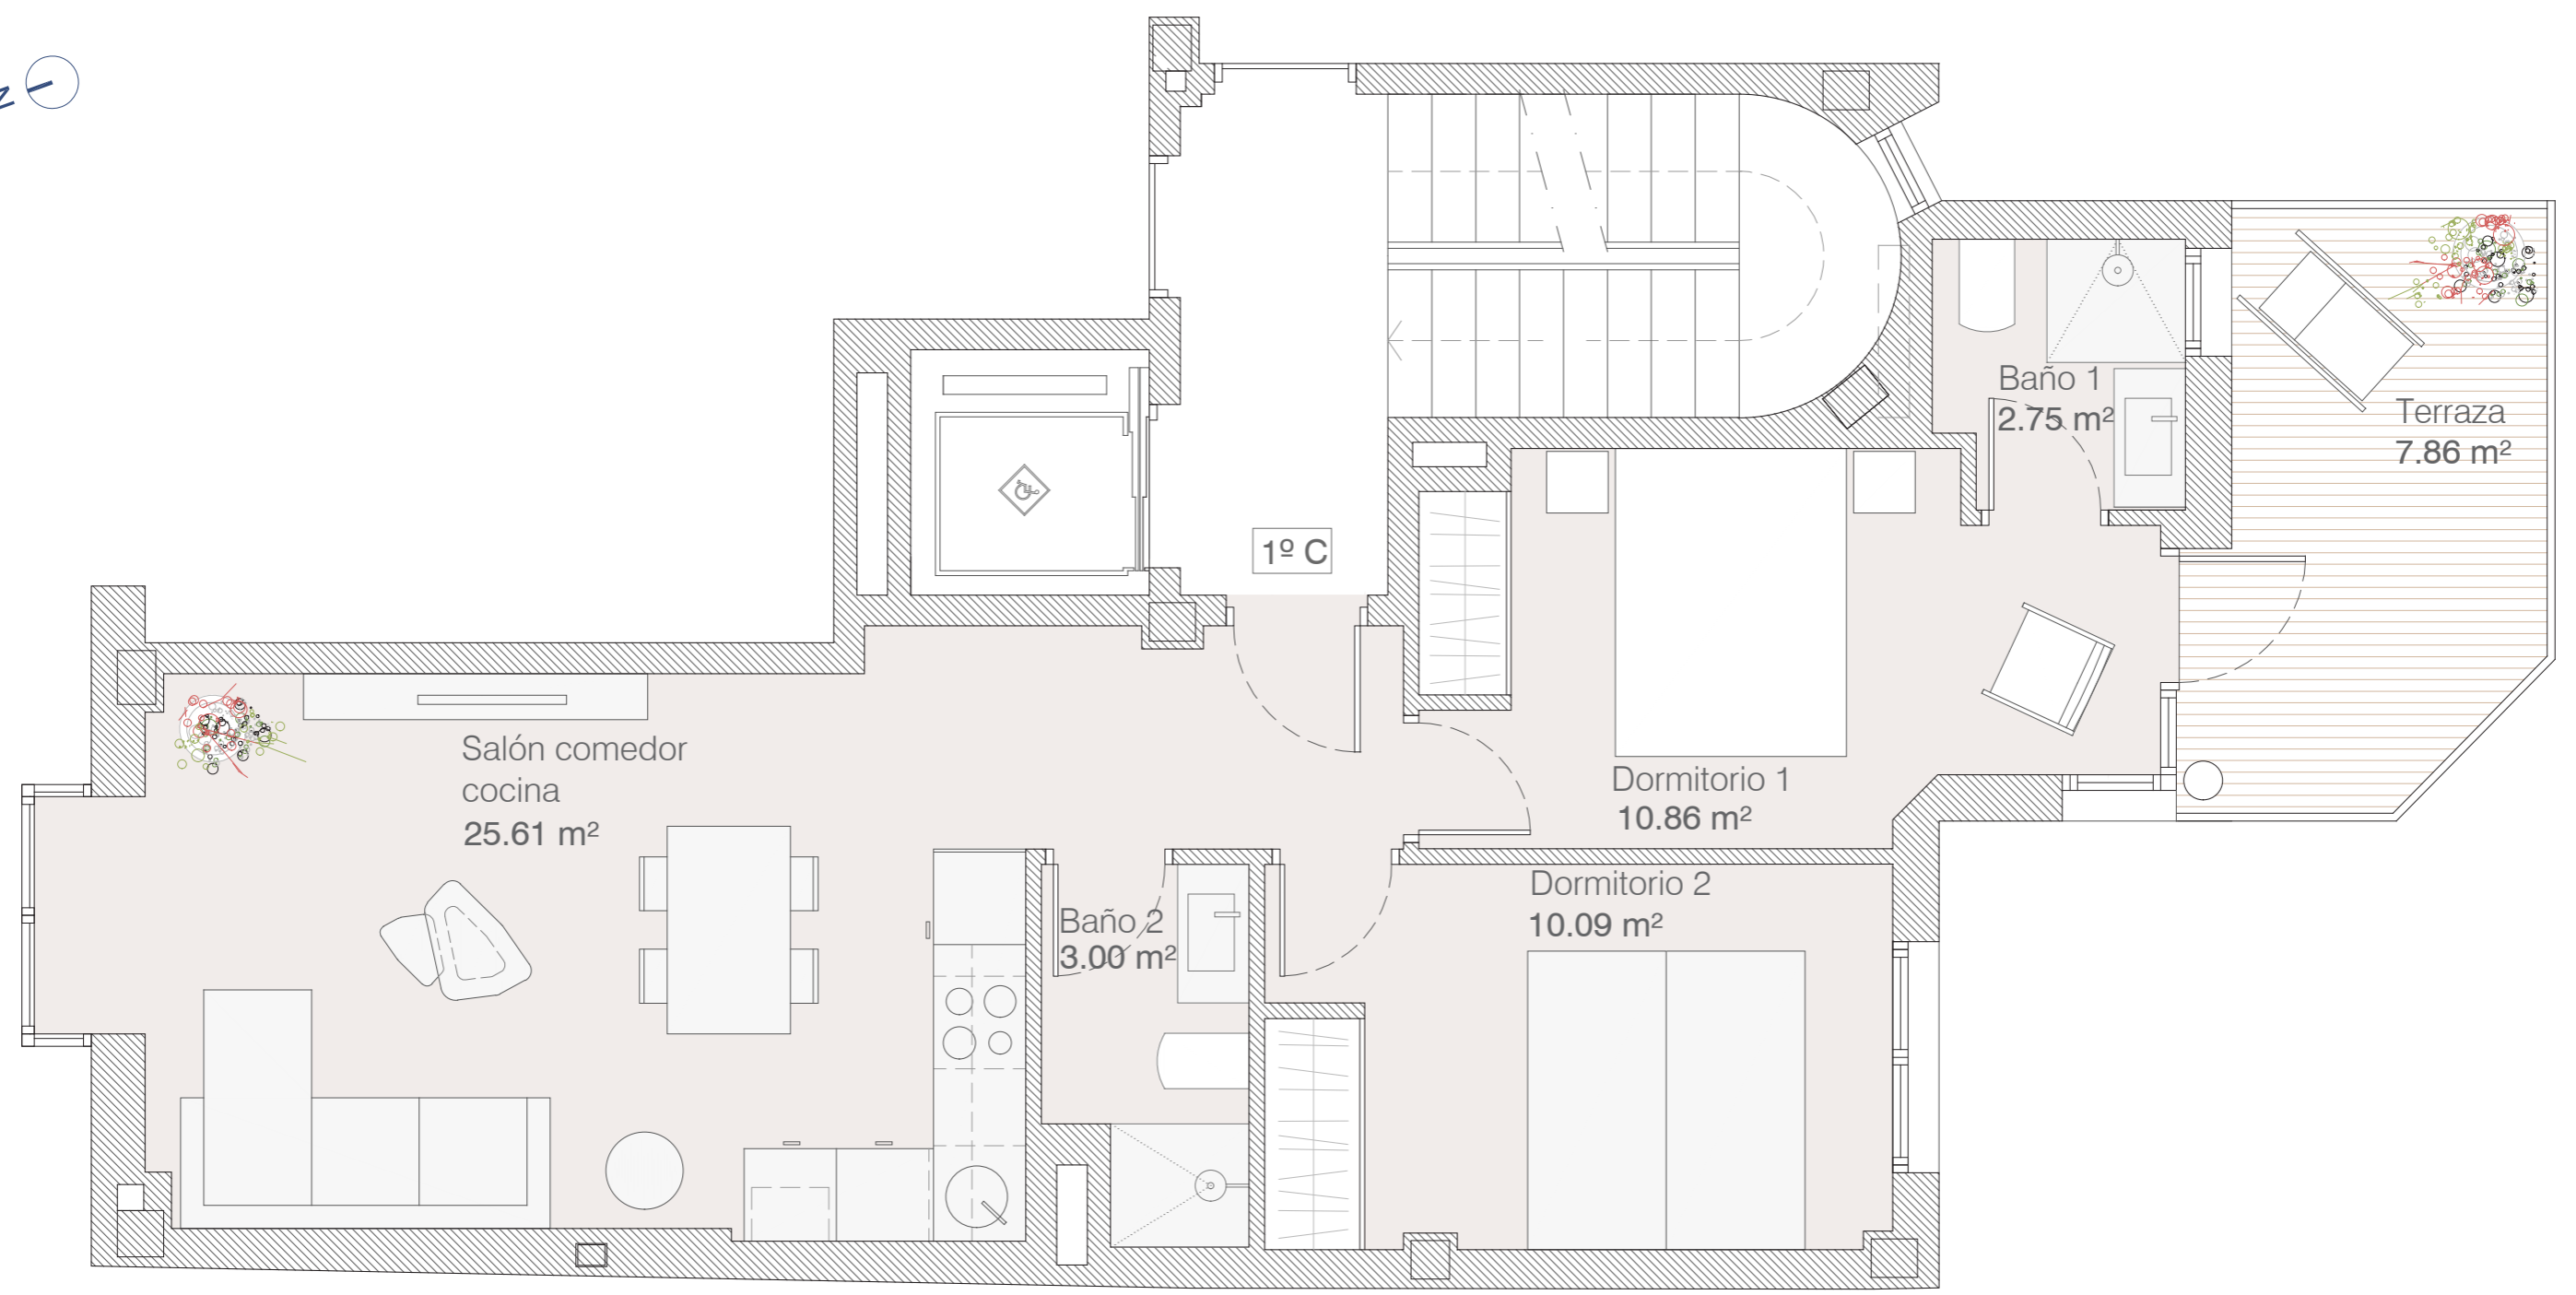 N
1º C
Baño 1
2.75 m²
Terraza
7.86 m²
Salón comedor
cocina
25.61 m²
Dormitorio 1
10.86 m²
Dormitorio 2
10.09 m²
Baño 2
3.00 m²